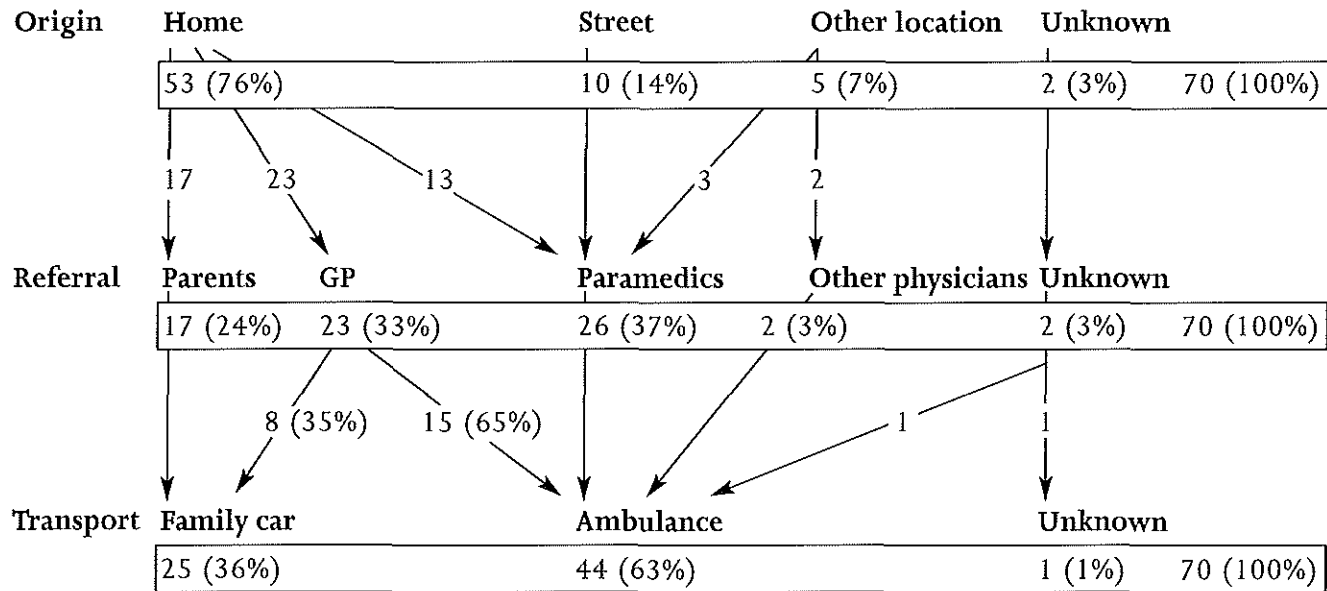 Origin Home Street Other location Unknown
53 (76%) 10 (14%) 5 (7%) 2 (3%) 70 (100%)
17 23 13 3 2
Referral Parents GP Paramedics Other physicians Unknown
17 (24%) 23 (33%) 26 (37%) 2 (3%) 2 (3%) 70 (100%)
8 (35%) 15 (65%) 1 1
Transport Family car Ambulance Unknown
25 (36%) 44 (63%) 1 (1%) 70 (100%)